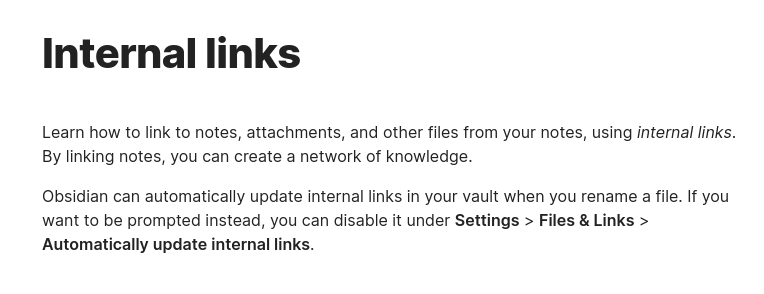 Internal links
Learn how to link to notes, attachments, and other files from your notes, using internal links.
By linking notes, you can create a network of knowledge.
Obsidian can automatically update internal links in your vault when you rename a file. If you
want to be prompted instead, you can disable it under Settings > Files & Links >
Automatically update internal links.